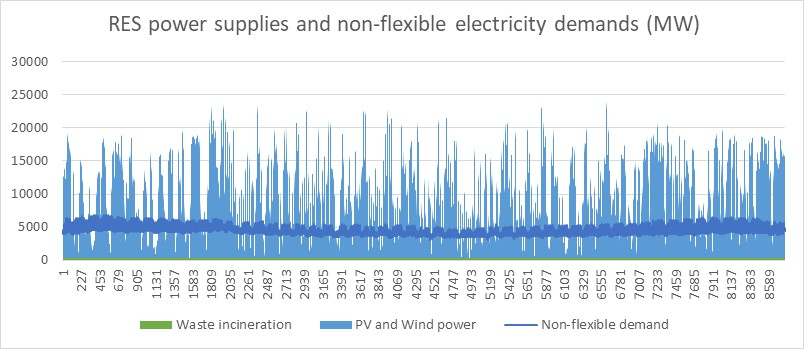 RES power supplies and non-flexible electricity demands (MW)
30000
25000
20000
15000
10000
5000
0
1 227 453 679 905 1131 1357 1583 1809 2035 2261 2487 2713 2939 3165 3391 3617 3843 4069 4295 4521 4747 4973 5199 5425 5651 5877 6103 6329 6555 6781 7007 7233 7459 7685 7911 8137 8363 8589
Waste incineration PV and Wind power Non-flexible demand